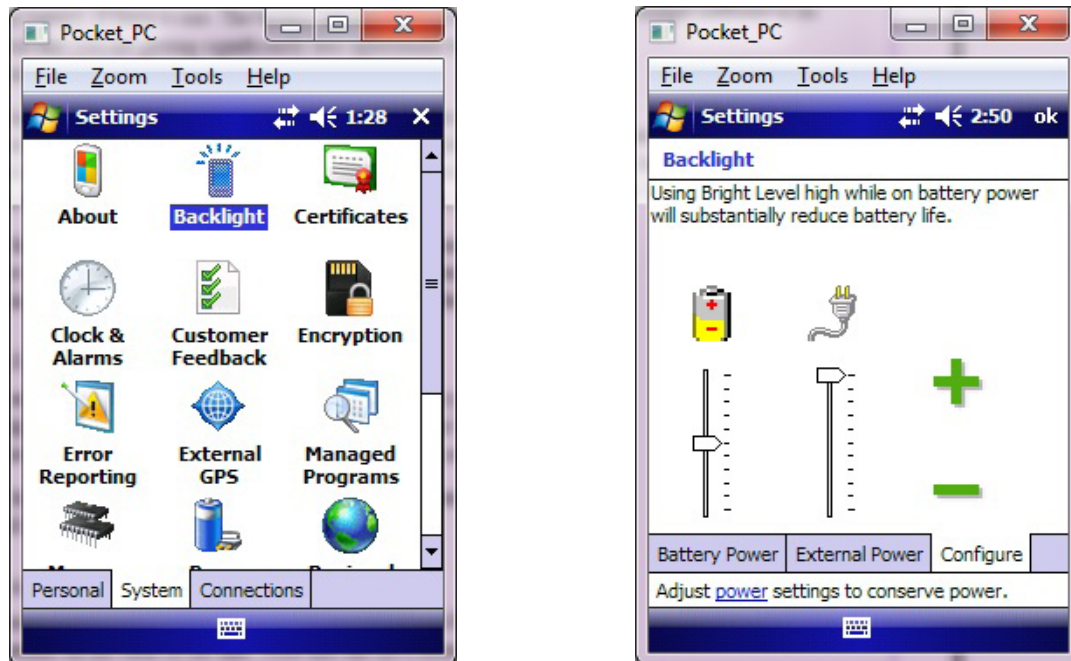 Pocket_PC
File Zoom Tools Help
Settings 1:28
About Backlight Certificates
Clock & Alarms
Customer Feedback
Encryption
Error Reporting
External GPS
Managed Programs
Personal System Connections
Pocket_PC
File Zoom Tools Help
Settings 2:50 ok
Backlight
Using Bright Level high while on battery power
will substantially reduce battery life.
Battery Power External Power Configure
Adjust power settings to conserve power.